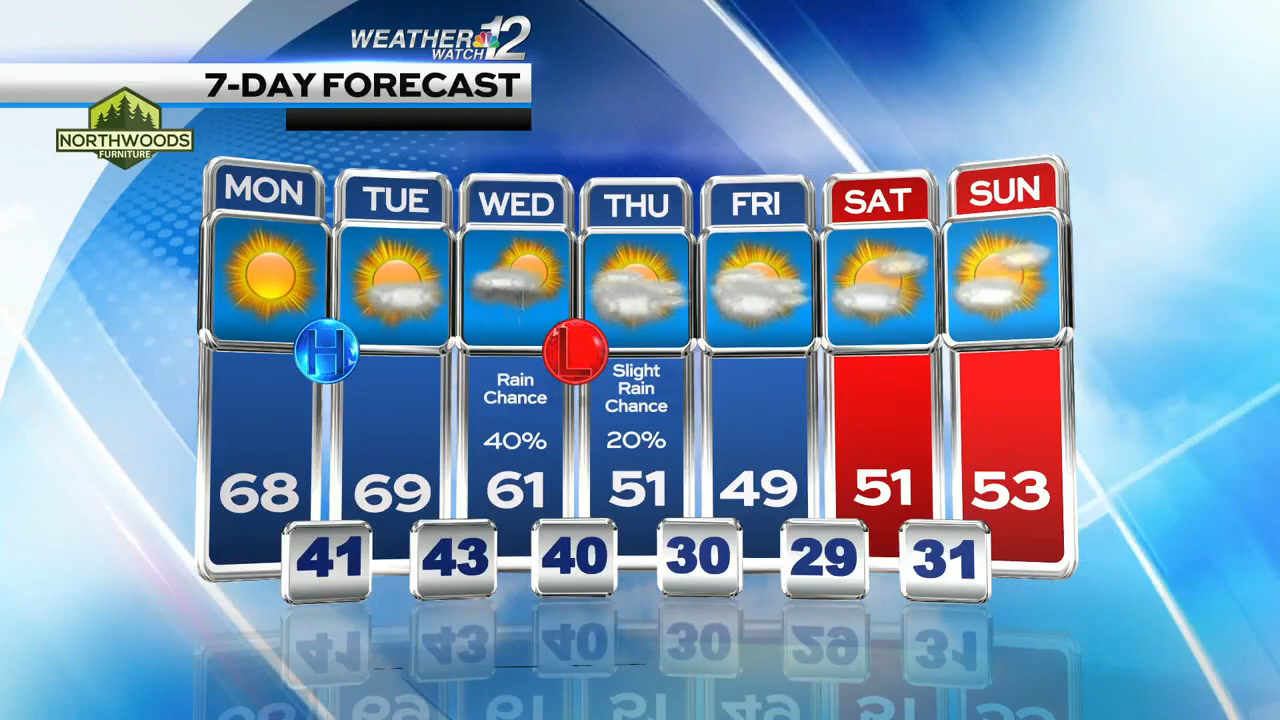 WEATHER 12
WATCH
7-DAY FORECAST
NORTHWOODS
FURNITURE
MON TUE WED THU FRI SAT SUN
H L
Rain
Chance
40%
Slight
Rain
Chance
20%
68 69 61 51 49 51 53
41 43 40 30 29 31